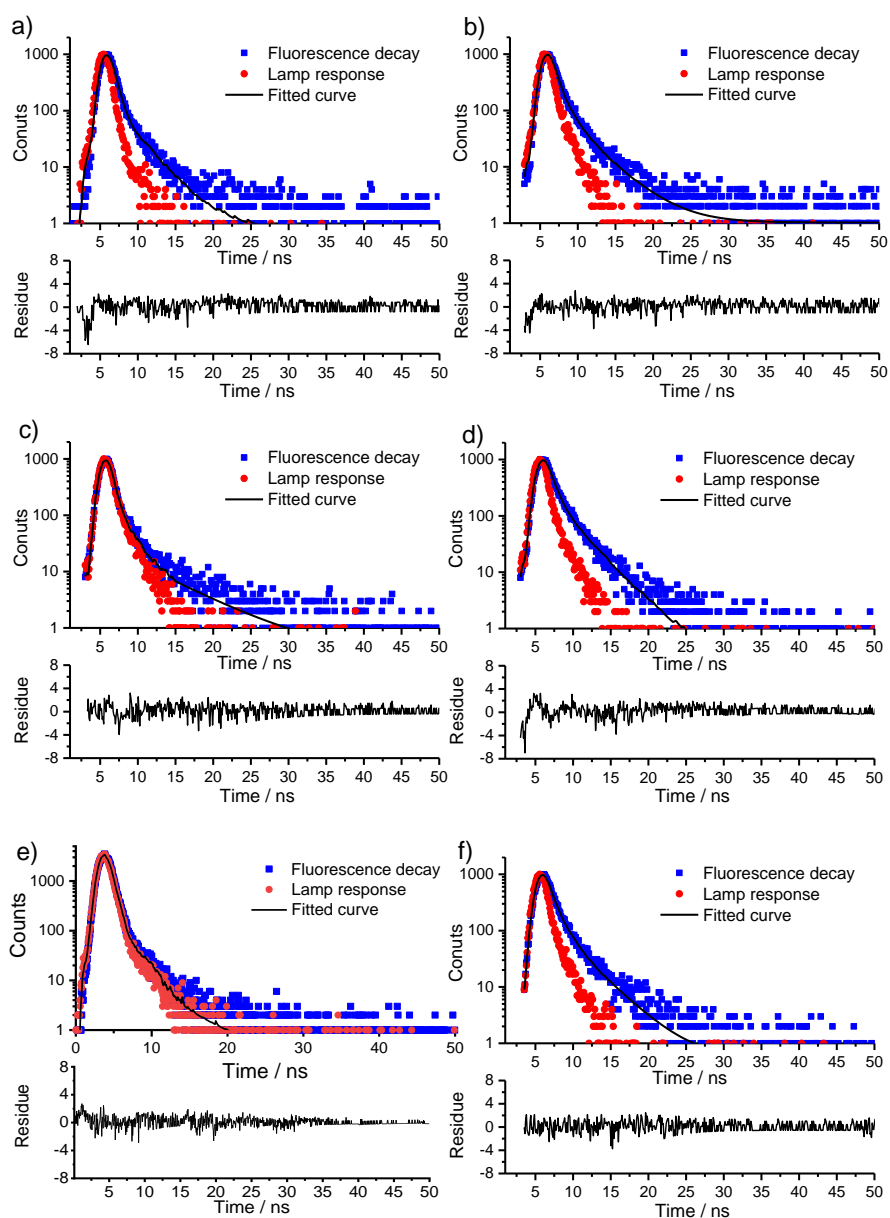 a)
1000
100
10
1
Conuts
Fluorescence decay
Lamp response
Fitted curve
5 10 15 20 25 30 35 40 45 50
Time / ns
8
4
0
-4
-8
Residue
5 10 15 20 25 30 35 40 45 50
Time / ns
b)
1000
100
10
1
Conuts
Fluorescence decay
Lamp response
Fitted curve
5 10 15 20 25 30 35 40 45 50
Time / ns
8
4
0
-4
-8
Residue
5 10 15 20 25 30 35 40 45 50
Time / ns
c)
1000
100
10
1
Conuts
Fluorescence decay
Lamp response
Fitted curve
5 10 15 20 25 30 35 40 45 50
Time / ns
8
4
0
-4
-8
Residue
5 10 15 20 25 30 35 40 45 50
Time / ns
d)
1000
100
10
1
Conuts
Fluorescence decay
Lamp response
Fitted curve
5 10 15 20 25 30 35 40 45 50
Time / ns
8
4
0
-4
-8
Residue
5 10 15 20 25 30 35 40 45 50
Time / ns
e)
1000
100
10
1
Counts
Fluorescence decay
Lamp response
Fitted curve
0 10 20 30 40 50
Time / ns
8
4
0
-4
-8
Residue
5 10 15 20 25 30 35 40 45 50
Time / ns
f)
1000
100
10
1
Conuts
Fluorescence decay
Lamp response
Fitted curve
5 10 15 20 25 30 35 40 45 50
Time / ns
8
4
0
-4
-8
Residue
5 10 15 20 25 30 35 40 45 50
Time / ns